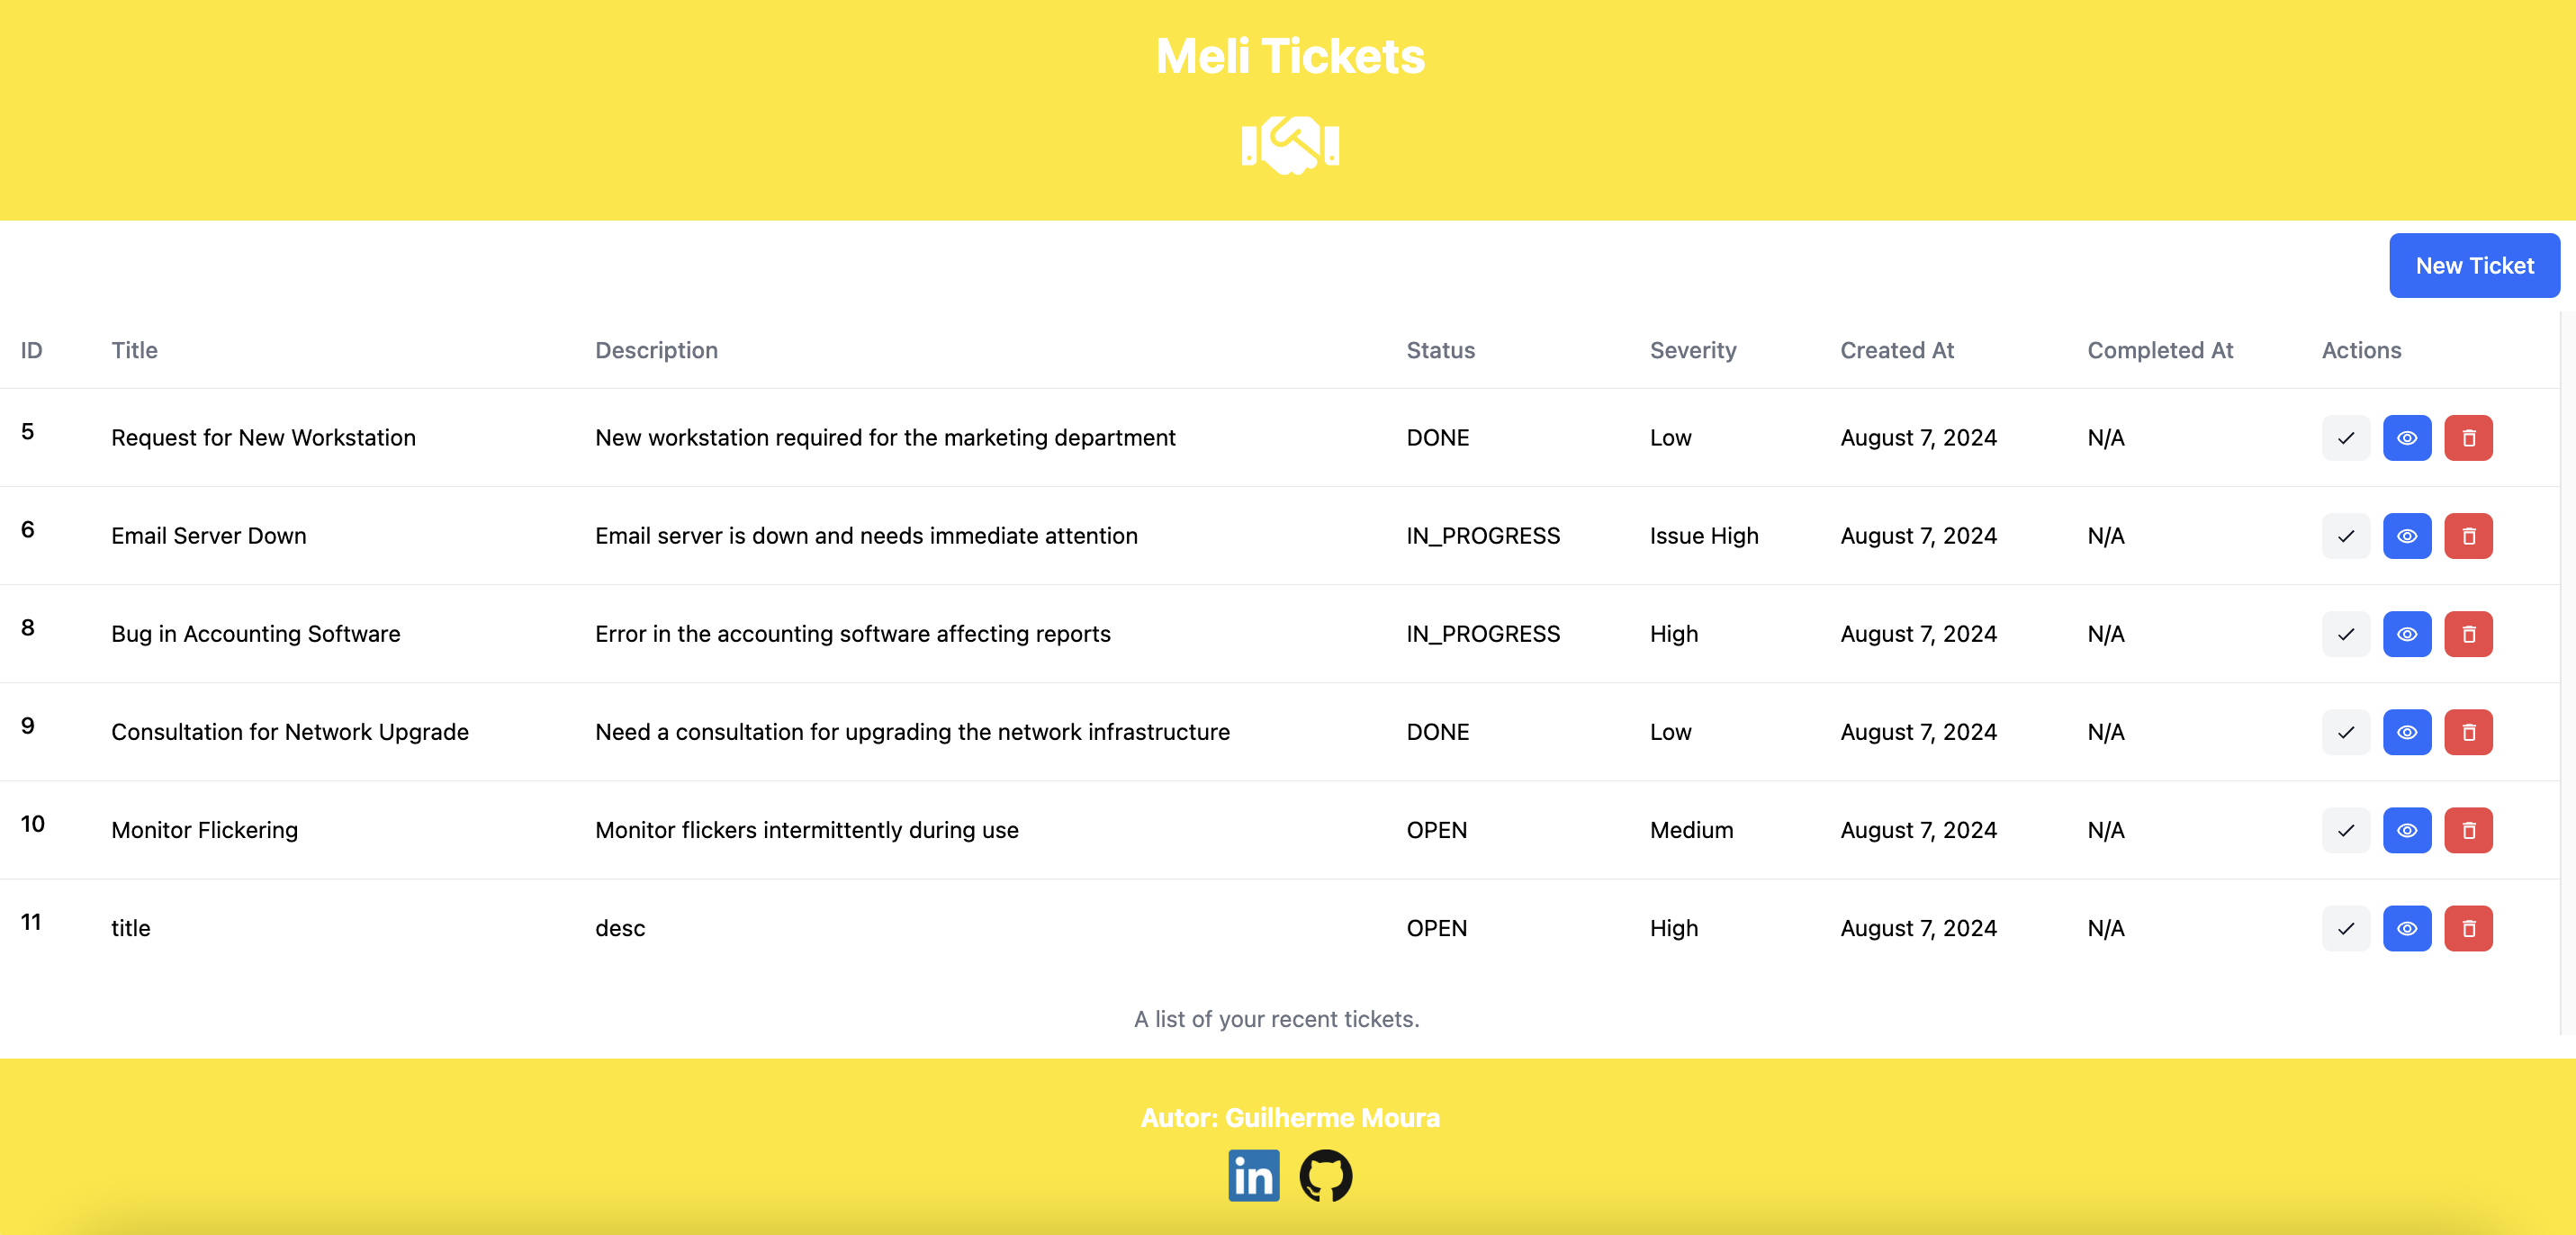 Meli Tickets
New Ticket
ID Title Description Status Severity Created At Completed At Actions
5 Request for New Workstation New workstation required for the marketing department DONE Low August 7, 2024 N/A
6 Email Server Down Email server is down and needs immediate attention IN_PROGRESS Issue High August 7, 2024 N/A
8 Bug in Accounting Software Error in the accounting software affecting reports IN_PROGRESS High August 7, 2024 N/A
9 Consultation for Network Upgrade Need a consultation for upgrading the network infrastructure DONE Low August 7, 2024 N/A
10 Monitor Flickering Monitor flickers intermittently during use OPEN Medium August 7, 2024 N/A
11 title desc OPEN High August 7, 2024 N/A
A list of your recent tickets.
Autor: Guilherme Moura
in